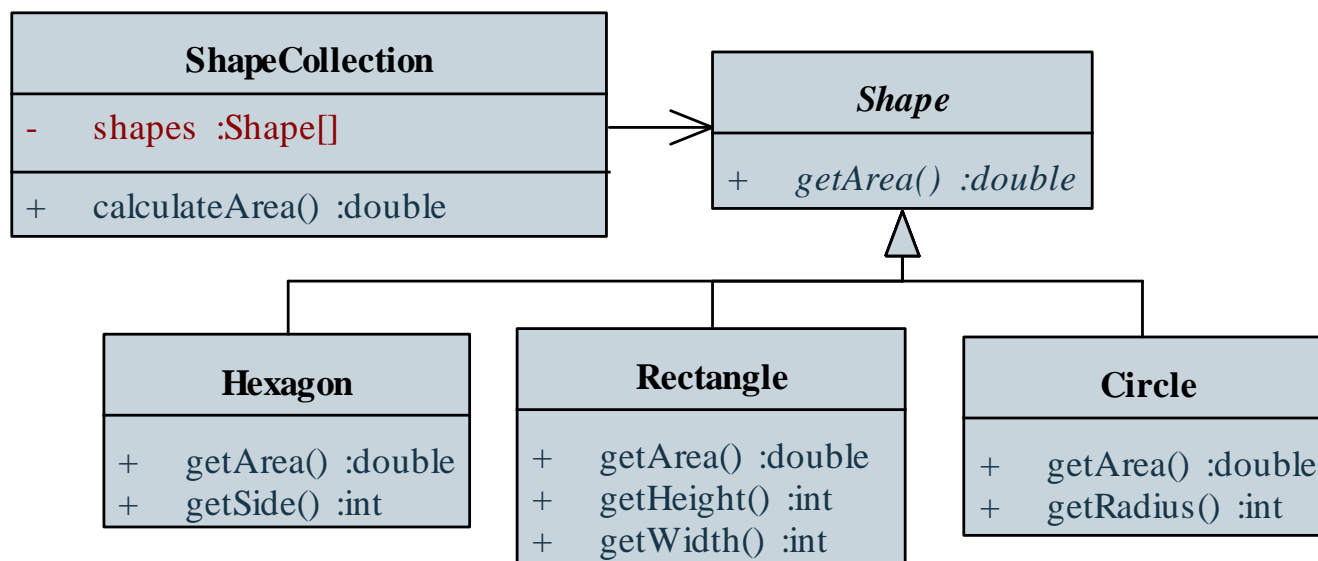 ShapeCollection
- shapes :Shape[]
+ calculateArea() :double
Shape
+ getArea() :double
Hexagon
+ getArea() :double
+ getSide() :int
Rectangle
+ getArea() :double
+ getHeight() :int
+ getWidth() :int
Circle
+ getArea() :double
+ getRadius() :int